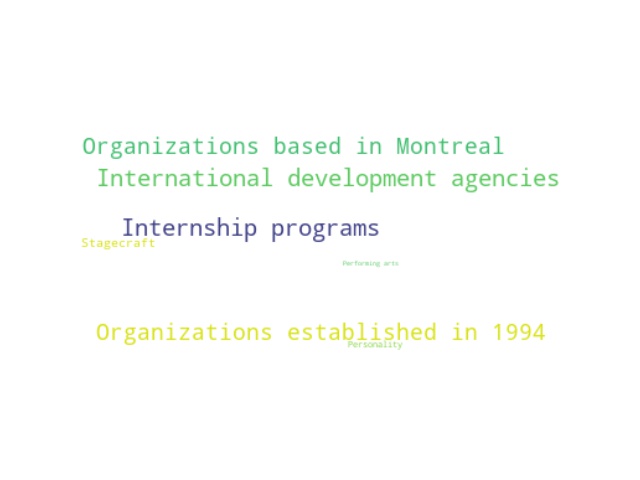 Organizations based in Montreal
International development agencies
Internship programs
Stagecraft
Performing arts
Organizations established in 1994
Personality